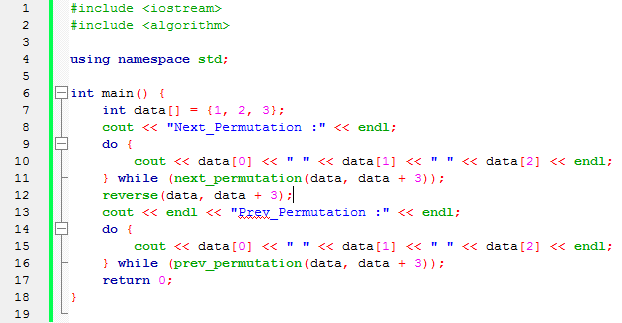 1 #include <iostream>
2 #include <algorithm>
3
4 using namespace std;
5
6 int main() {
7 int data[] = {1, 2, 3};
8 cout << "Next_Permutation :" << endl;
9 do {
10 cout << data[0] << " " << data[1] << " " << data[2] << endl;
11 } while (next_permutation(data, data + 3));
12 reverse(data, data + 3);
13 cout << endl << "Prev_Permutation :" << endl;
14 do {
15 cout << data[0] << " " << data[1] << " " << data[2] << endl;
16 } while (prev_permutation(data, data + 3));
17 return 0;
18 }
19